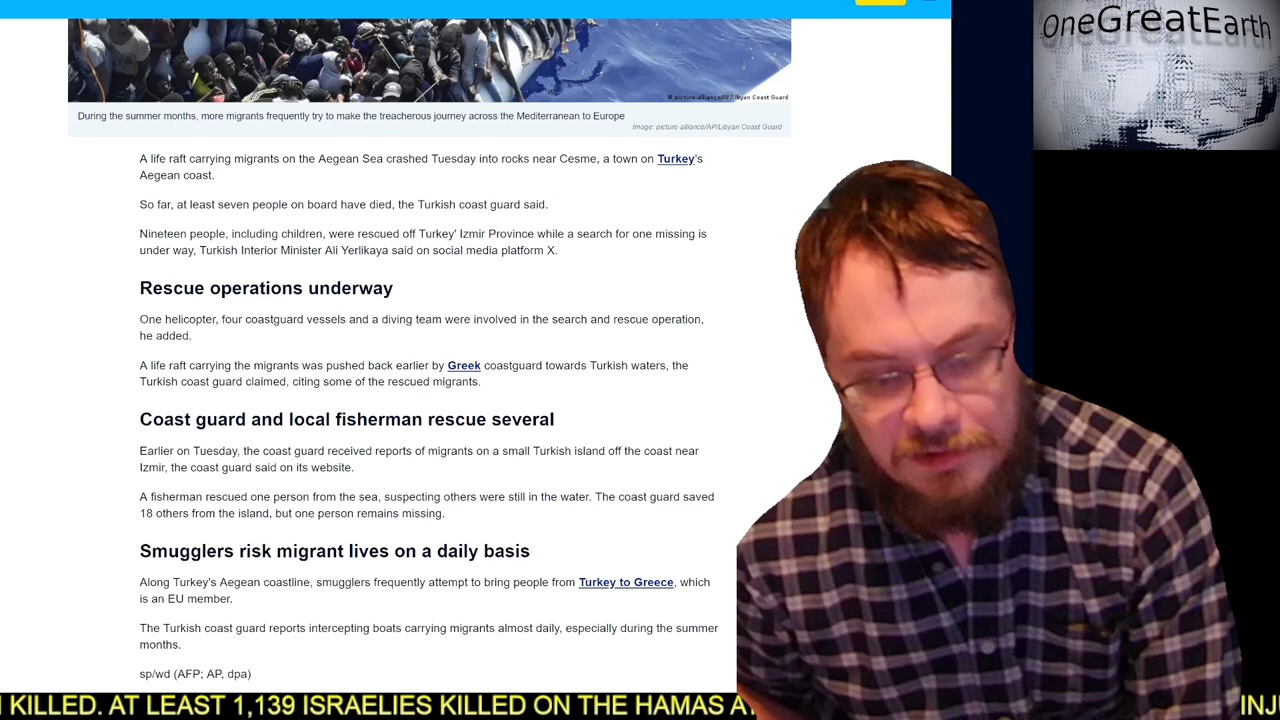 OneGreatEarth
© picture-alliance/AP/Libyan Coast Guard
During the summer months, more migrants frequently try to make the treacherous journey across the Mediterranean to Europe
Image: picture alliance/AP/Libyan Coast Guard
A life raft carrying migrants on the Aegean Sea crashed Tuesday into rocks near Cesme, a town on Turkey's
Aegean coast.
So far, at least seven people on board have died, the Turkish coast guard said.
Nineteen people, including children, were rescued off Turkey' Izmir Province while a search for one missing is
under way, Turkish Interior Minister Ali Yerlikaya said on social media platform X.
Rescue operations underway
One helicopter, four coastguard vessels and a diving team were involved in the search and rescue operation,
he added.
A life raft carrying the migrants was pushed back earlier by Greek coastguard towards Turkish waters, the
Turkish coast guard claimed, citing some of the rescued migrants.
Coast guard and local fisherman rescue several
Earlier on Tuesday, the coast guard received reports of migrants on a small Turkish island off the coast near
Izmir, the coast guard said on its website.
A fisherman rescued one person from the sea, suspecting others were still in the water. The coast guard saved
18 others from the island, but one person remains missing.
Smugglers risk migrant lives on a daily basis
Along Turkey's Aegean coastline, smugglers frequently attempt to bring people from Turkey to Greece, which
is an EU member.
The Turkish coast guard reports intercepting boats carrying migrants almost daily, especially during the summer
months.
sp/wd (AFP; AP, dpa)
KILLED. AT LEAST 1,139 ISRAELIES KILLED ON THE HAMAS A INJ